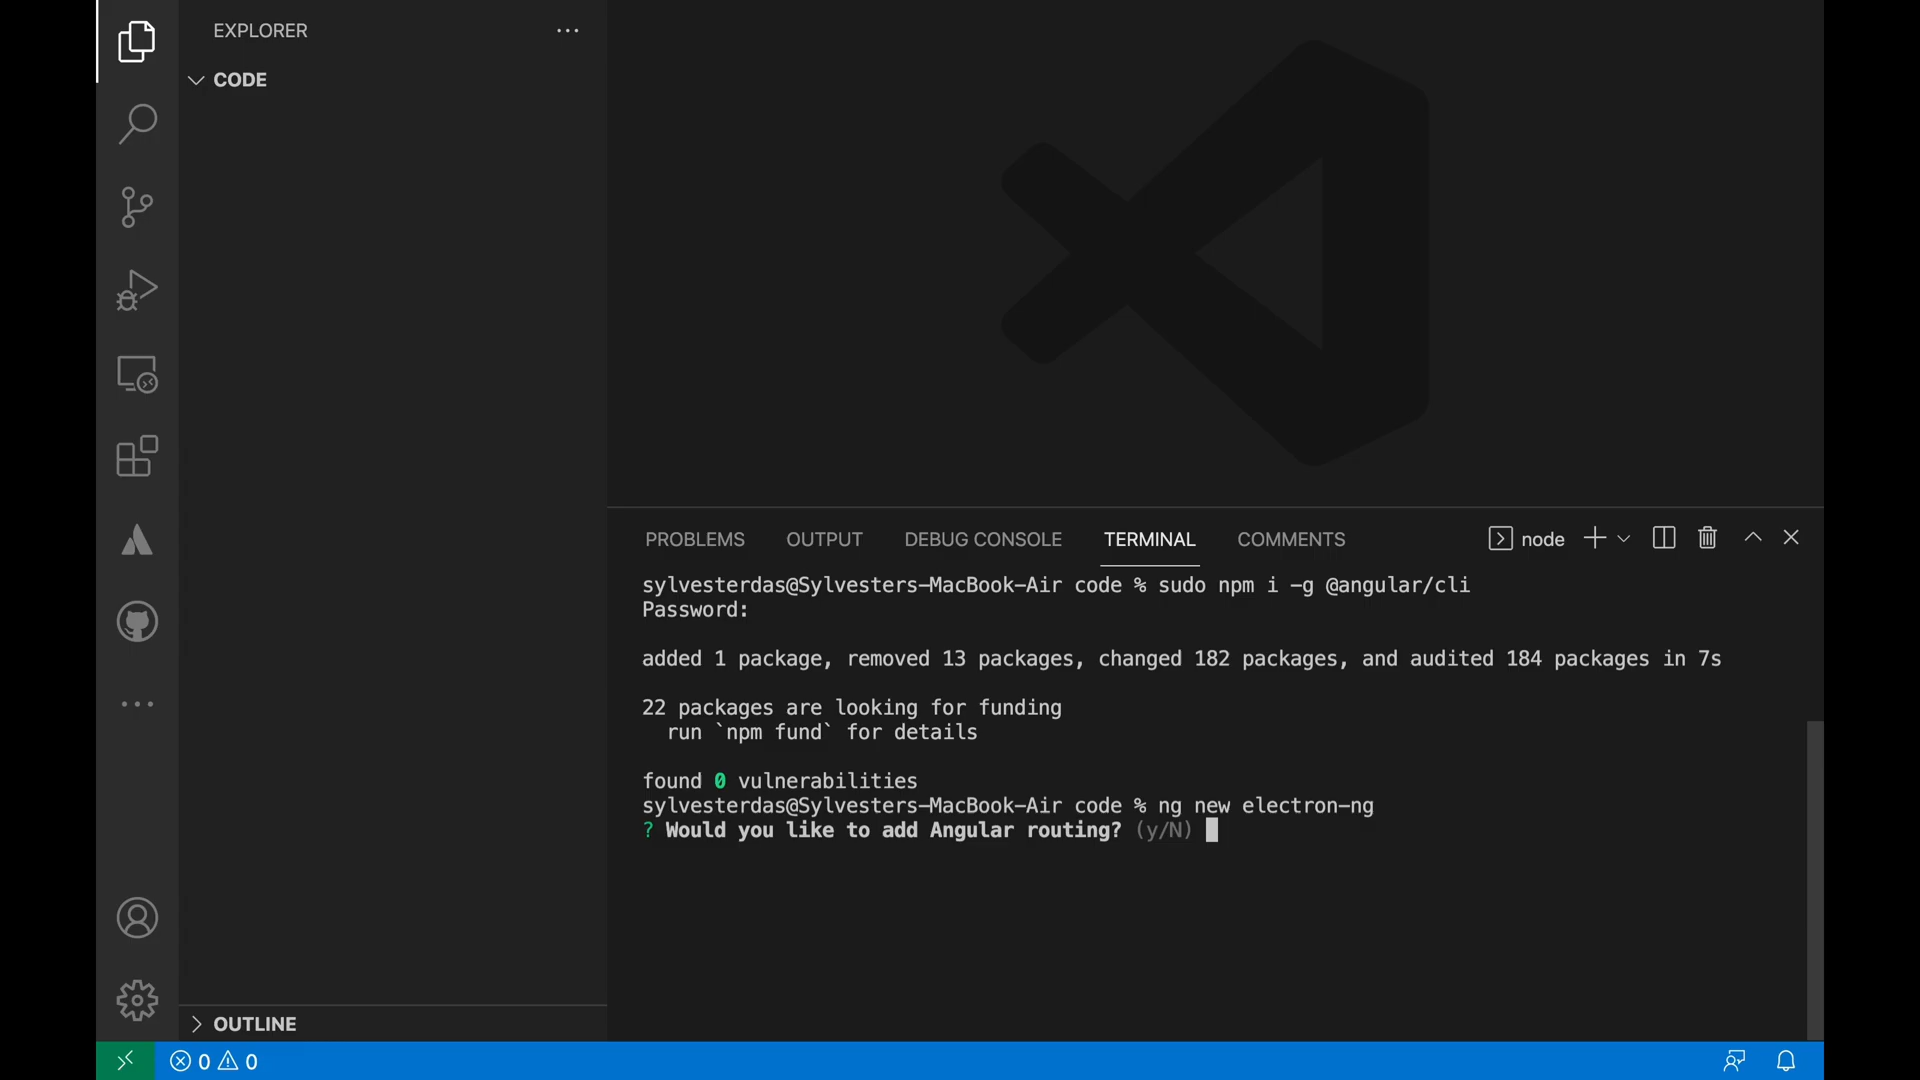 EXPLORER
CODE
PROBLEMS OUTPUT DEBUG CONSOLE TERMINAL COMMENTS node
sylvesterdas@Sylvesters-MacBook-Air code % sudo npm i -g @angular/cli
Password:
added 1 package, removed 13 packages, changed 182 packages, and audited 184 packages in 7s
22 packages are looking for funding
run `npm fund` for details
found 0 vulnerabilities
sylvesterdas@Sylvesters-MacBook-Air code % ng new electron-ng
? Would you like to add Angular routing? (y/N)
OUTLINE
0 0